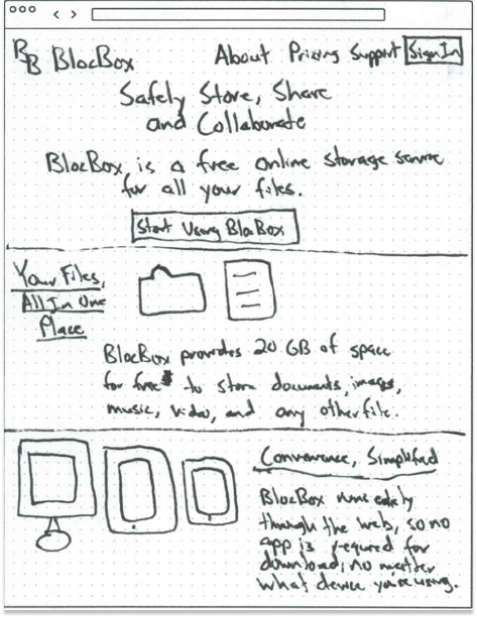 BB BlocBox About Pricing Support Sign In
Safely Store, Share
and Collaborate
BlocBox is a free online storage service
for all your files.
Start Using BlocBox
Your Files,
All In One
Place
BlocBox provides 20 GB of space
for free to store documents, images,
music, video, and any other file.
Convenience, Simplified
BlocBox runs entirely
through the web, so no
app is required for
download, no matter
what device you're using.